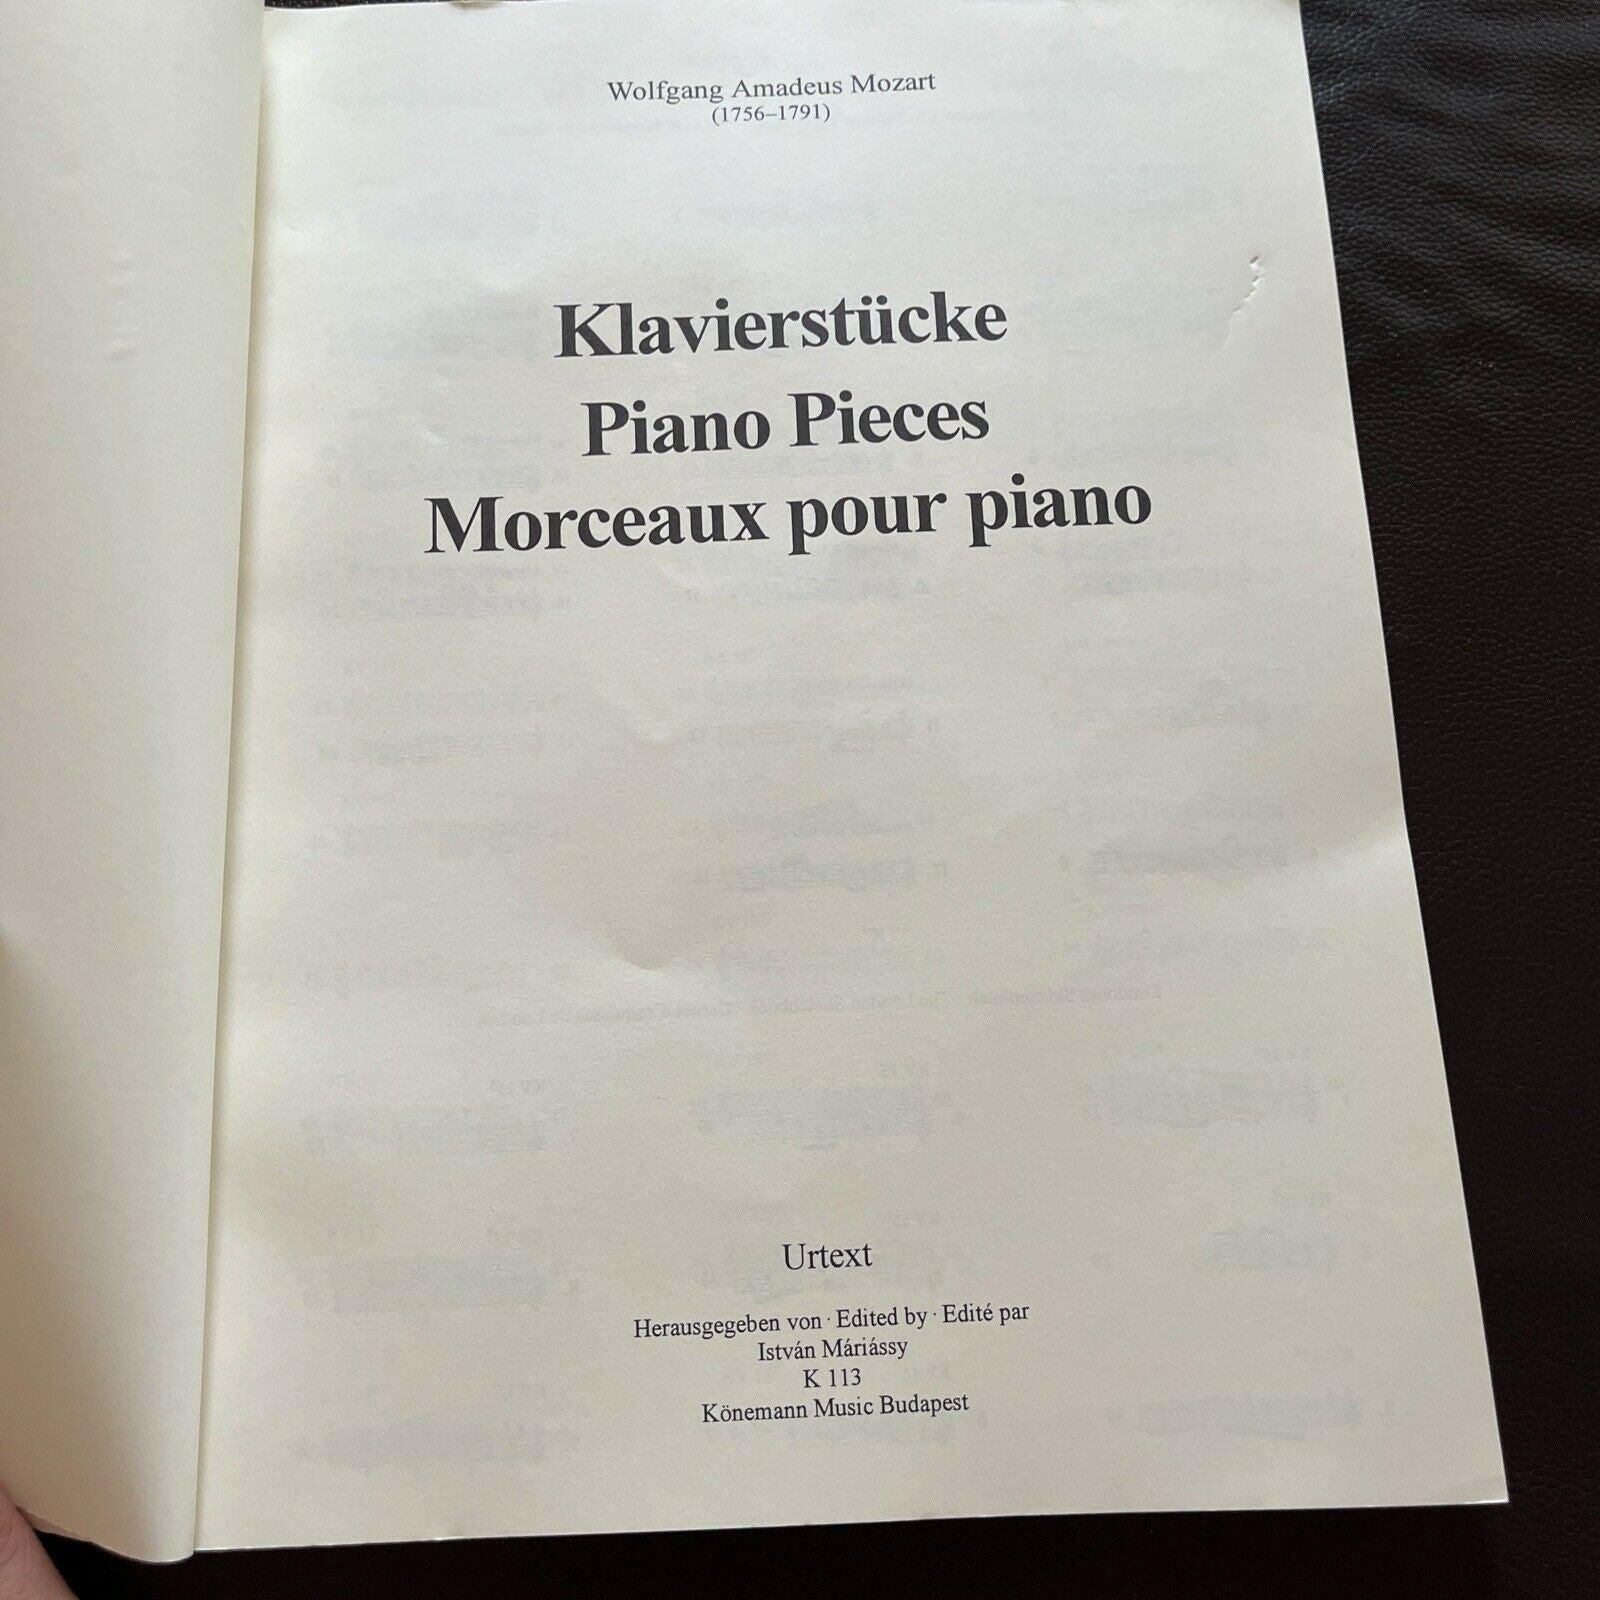 Wolfgang Amadeus Mozart
(1756–1791)
Klavierstücke
Piano Pieces
Morceaux pour piano
Urtext
Herausgegeben von · Edited by · Edité par
István Máriássy
K 113
Könemann Music Budapest